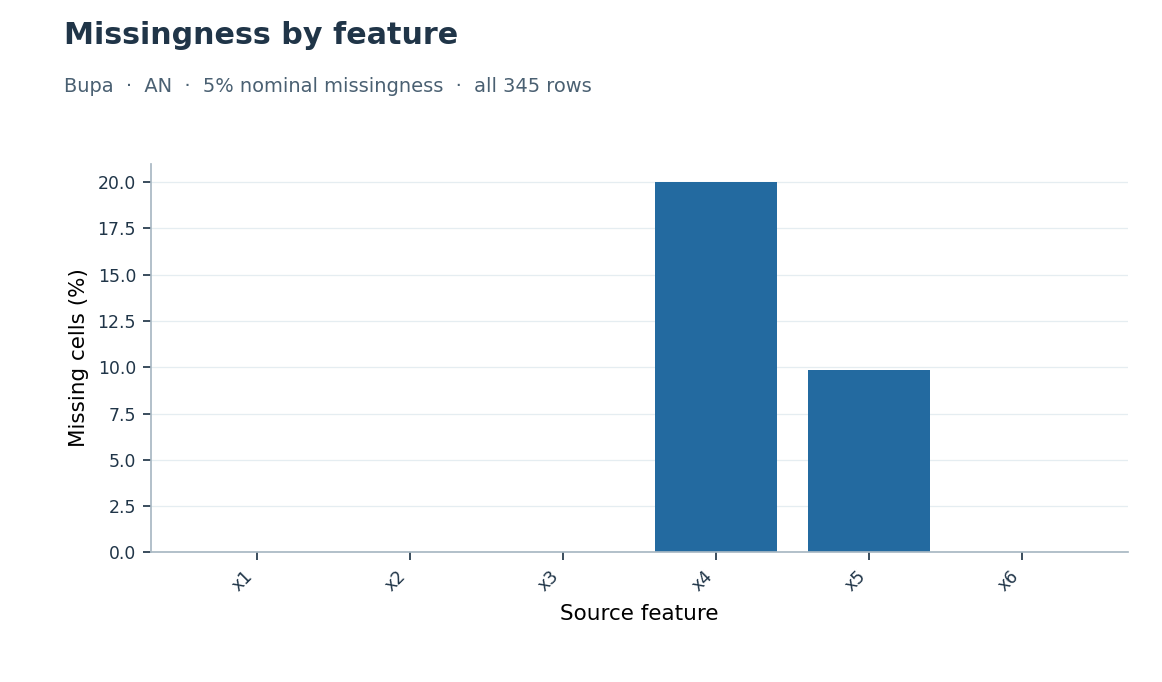 Missingness by feature
Bupa · AN · 5% nominal missingness · all 345 rows
Missing cells (%)
20.0
17.5
15.0
12.5
10.0
7.5
5.0
2.5
0.0
x1 x2 x3 x4 x5 x6
Source feature